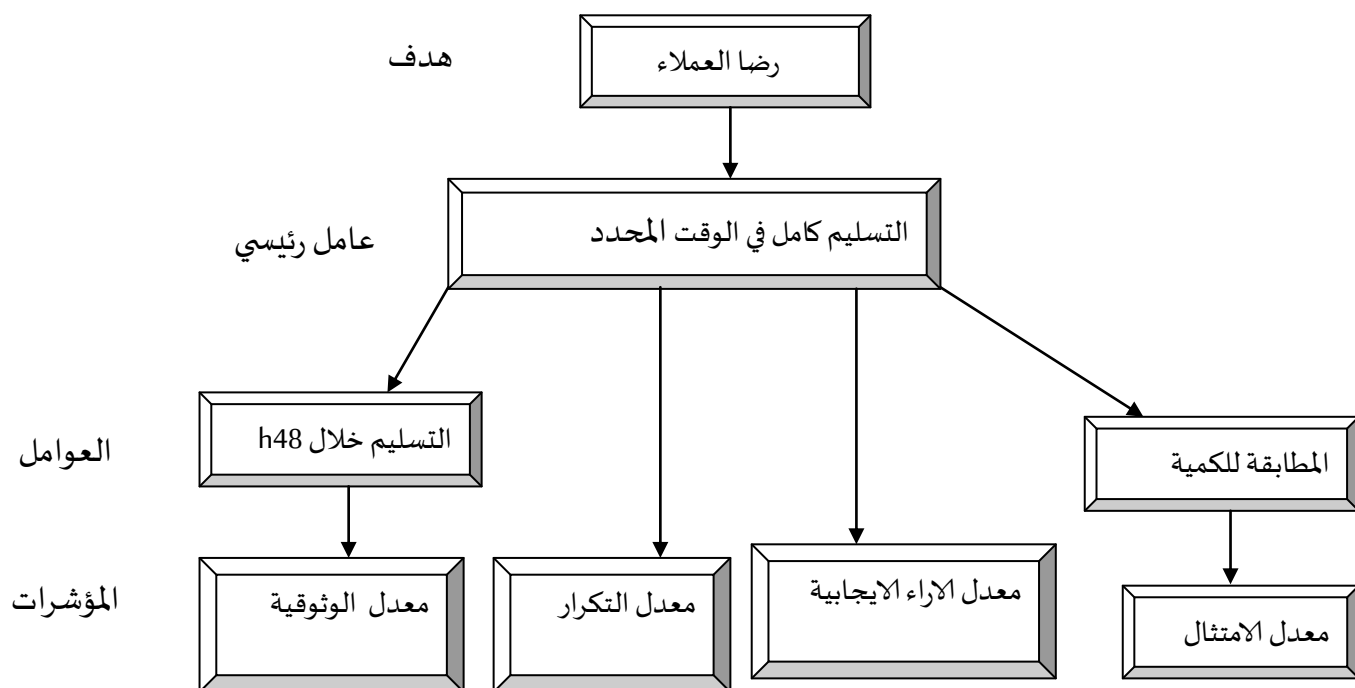 هدف
رضا العملاء
عامل رئيسي
التسليم كامل في الوقت المحدد
العوامل
المطابقة للكمية
التسليم خلال h48
المؤشرات
معدل الامتثال
معدل الاراء الايجابية
معدل التكرار
معدل الوثوقية